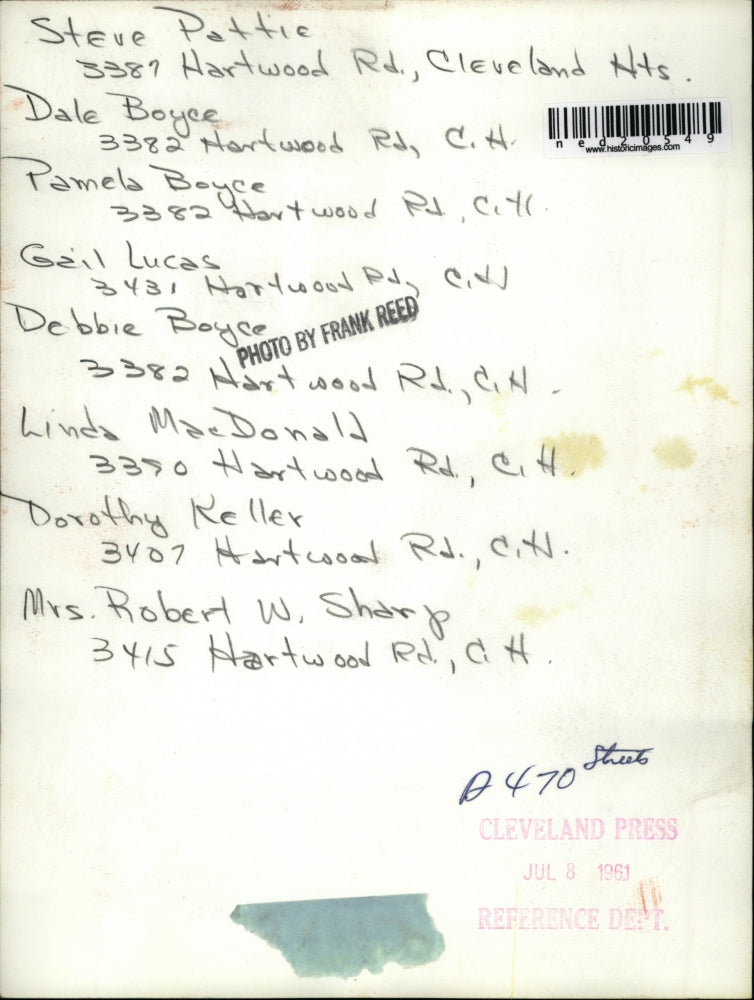 Steve Pattie
3387 Hartwood Rd., Cleveland Hts.
Dale Boyce
3382 Hartwood Rd, C.H.
ned20549
www.historicimages.com
Pamela Boyce
3382 Hartwood Rd, C.H.
Gail Lucas
3431 Hartwood Rd, C.H
Debbie Boyce
PHOTO BY FRANK REED
3382 Hartwood Rd., C.H.
Linda MacDonald
3390 Hartwood Rd., C.H.
Dorothy Keller
3407 Hartwood Rd., C.H.
Mrs. Robert W. Sharp
3415 Hartwood Rd., C.H.
A 470 Streets
CLEVELAND PRESS
JUL 8 1961
REFERENCE DEPT.